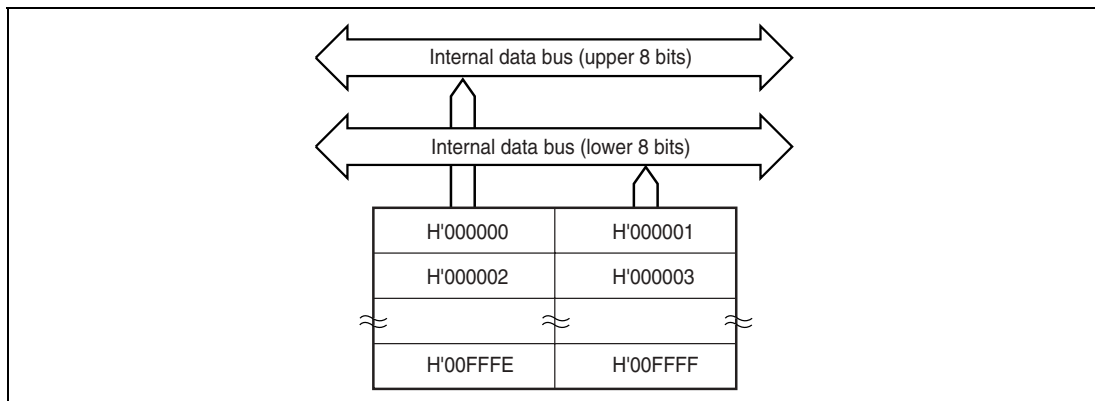 Internal data bus (upper 8 bits)
Internal data bus (lower 8 bits)
H'000000 H'000001
H'000002 H'000003
H'00FFFE H'00FFFF